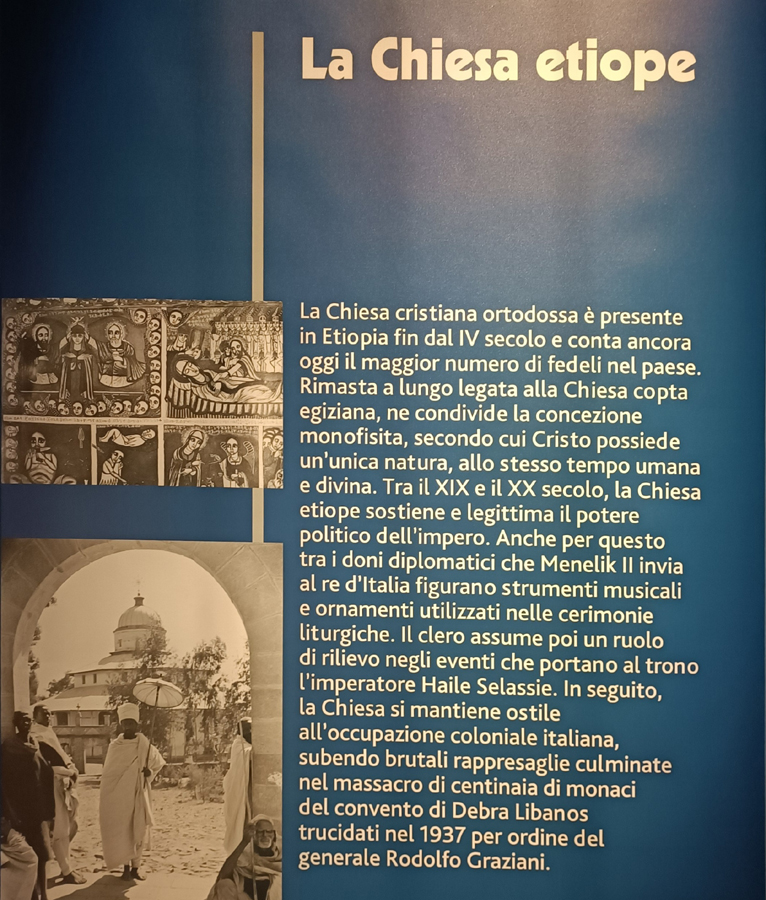 La Chiesa etiope
La Chiesa cristiana ortodossa è presente
in Etiopia fin dal IV secolo e conta ancora
oggi il maggior numero di fedeli nel paese.
Rimasta a lungo legata alla Chiesa copta
egiziana, ne condivide la concezione
monofisita, secondo cui Cristo possiede
un'unica natura, allo stesso tempo umana
e divina. Tra il XIX e il XX secolo, la Chiesa
etiope sostiene e legittima il potere
politico dell'impero. Anche per questo
tra i doni diplomatici che Menelik II invia
al re d'Italia figurano strumenti musicali
e ornamenti utilizzati nelle cerimonie
liturgiche. Il clero assume poi un ruolo
di rilievo negli eventi che portano al trono
l'imperatore Haile Selassie. In seguito,
la Chiesa si mantiene ostile
all'occupazione coloniale italiana,
subendo brutali rappresaglie culminate
nel massacro di centinaia di monaci
del convento di Debra Libanos
trucidati nel 1937 per ordine del
generale Rodolfo Graziani.